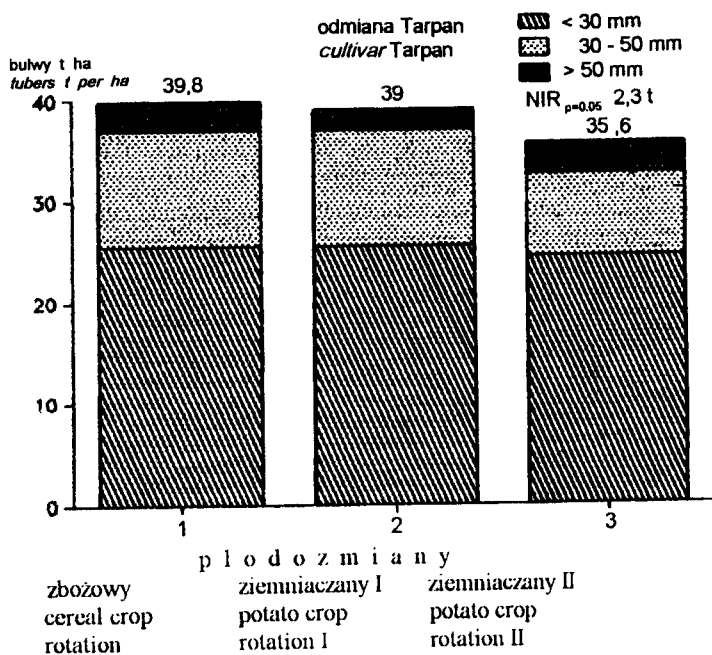 odmiana Tarpan
cultivar Tarpan
< 30 mm
30 - 50 mm
> 50 mm
NIR p=0.05 2,3 t
bulwy t ha
tubers t per ha
39,8
39
35 ,6
40
30
20
10
0
1
2
3
p l o d o z m i a n y
zbożowy
cereal crop
rotation
ziemniaczany I
potato crop
rotation I
ziemniaczany II
potato crop
rotation II